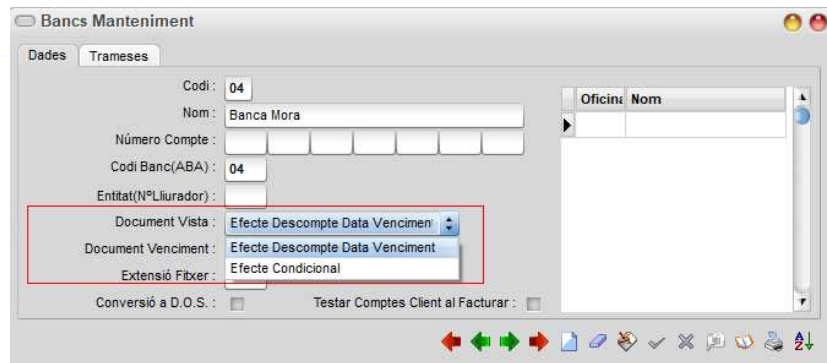 Bancs Manteniment
Dades Trameses
Codi : 04
Nom : Banca Mora
Número Compte :
Codi Banc(ABA) : 04
Entitat(NºLliurador) :
Document Vista : Efecte Descompte Data Venciment
Document Venciment : Efecte Descompte Data Venciment
Efecte Condicional
Extensió Fitxer :
Conversió a D.O.S. : Testar Comptes Client al Facturar :
Oficina Nom